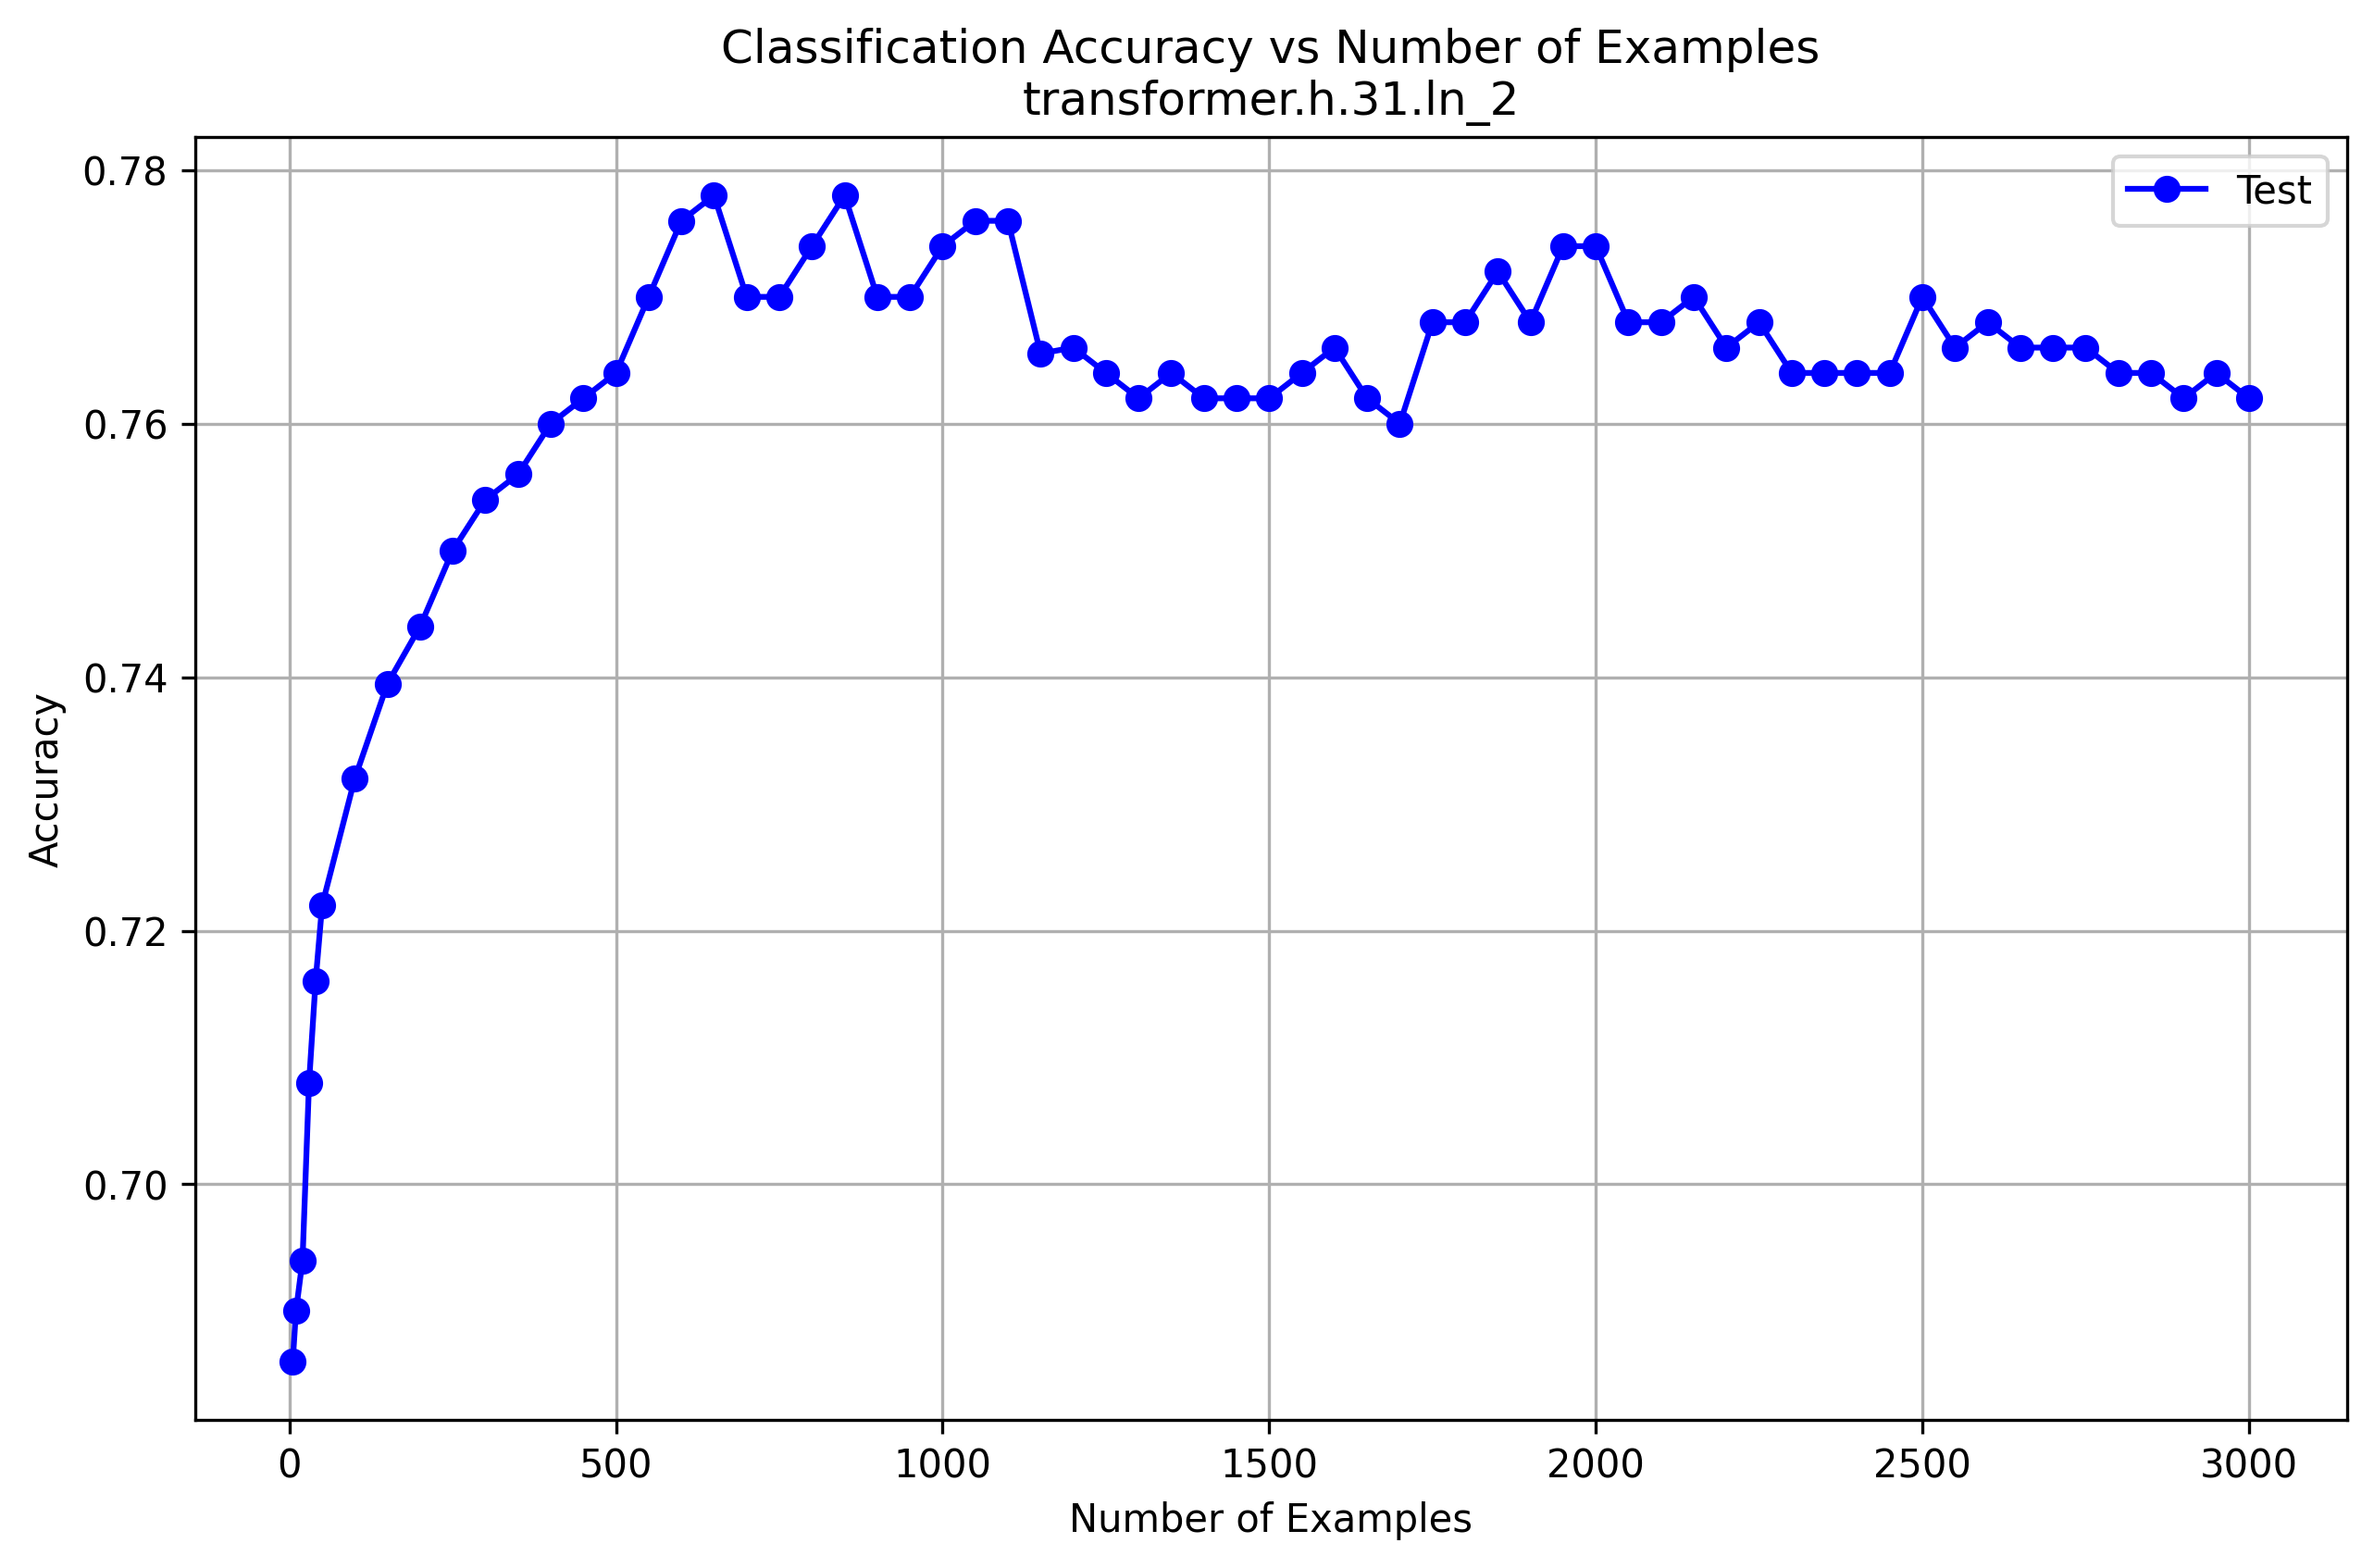 Classification Accuracy vs Number of Examples
transformer.h.31.ln_2
Test
0.78
0.76
0.74
0.72
0.70
Accuracy
0 500 1000 1500 2000 2500 3000
Number of Examples